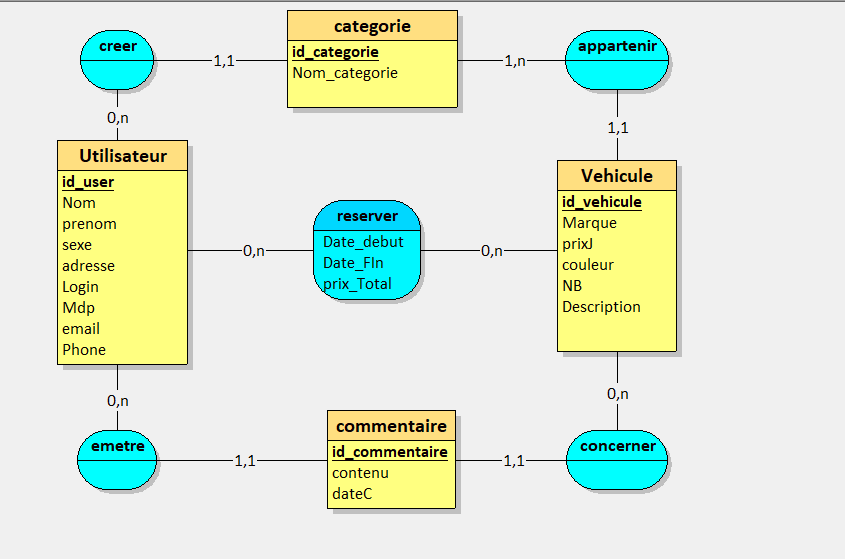 creer
1,1
categorie
id_categorie
Nom_categorie
1,n
appartenir
0,n
1,1
Utilisateur
id_user
Nom
prenom
sexe
adresse
Login
Mdp
email
Phone
0,n
reserver
Date_debut
Date_FIn
prix_Total
0,n
Vehicule
id_vehicule
Marque
prixJ
couleur
NB
Description
0,n
0,n
emetre
1,1
commentaire
id_commentaire
contenu
dateC
1,1
concerner